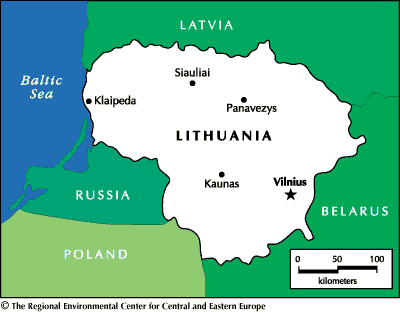 LATVIA
Baltic
Sea
Siauliai
Klaipeda
Panavezys
LITHUANIA
Kaunas
Vilnius
RUSSIA
BELARUS
POLAND
0 50 100
kilometers
© The Regional Environmental Center for Central and Eastern Europe